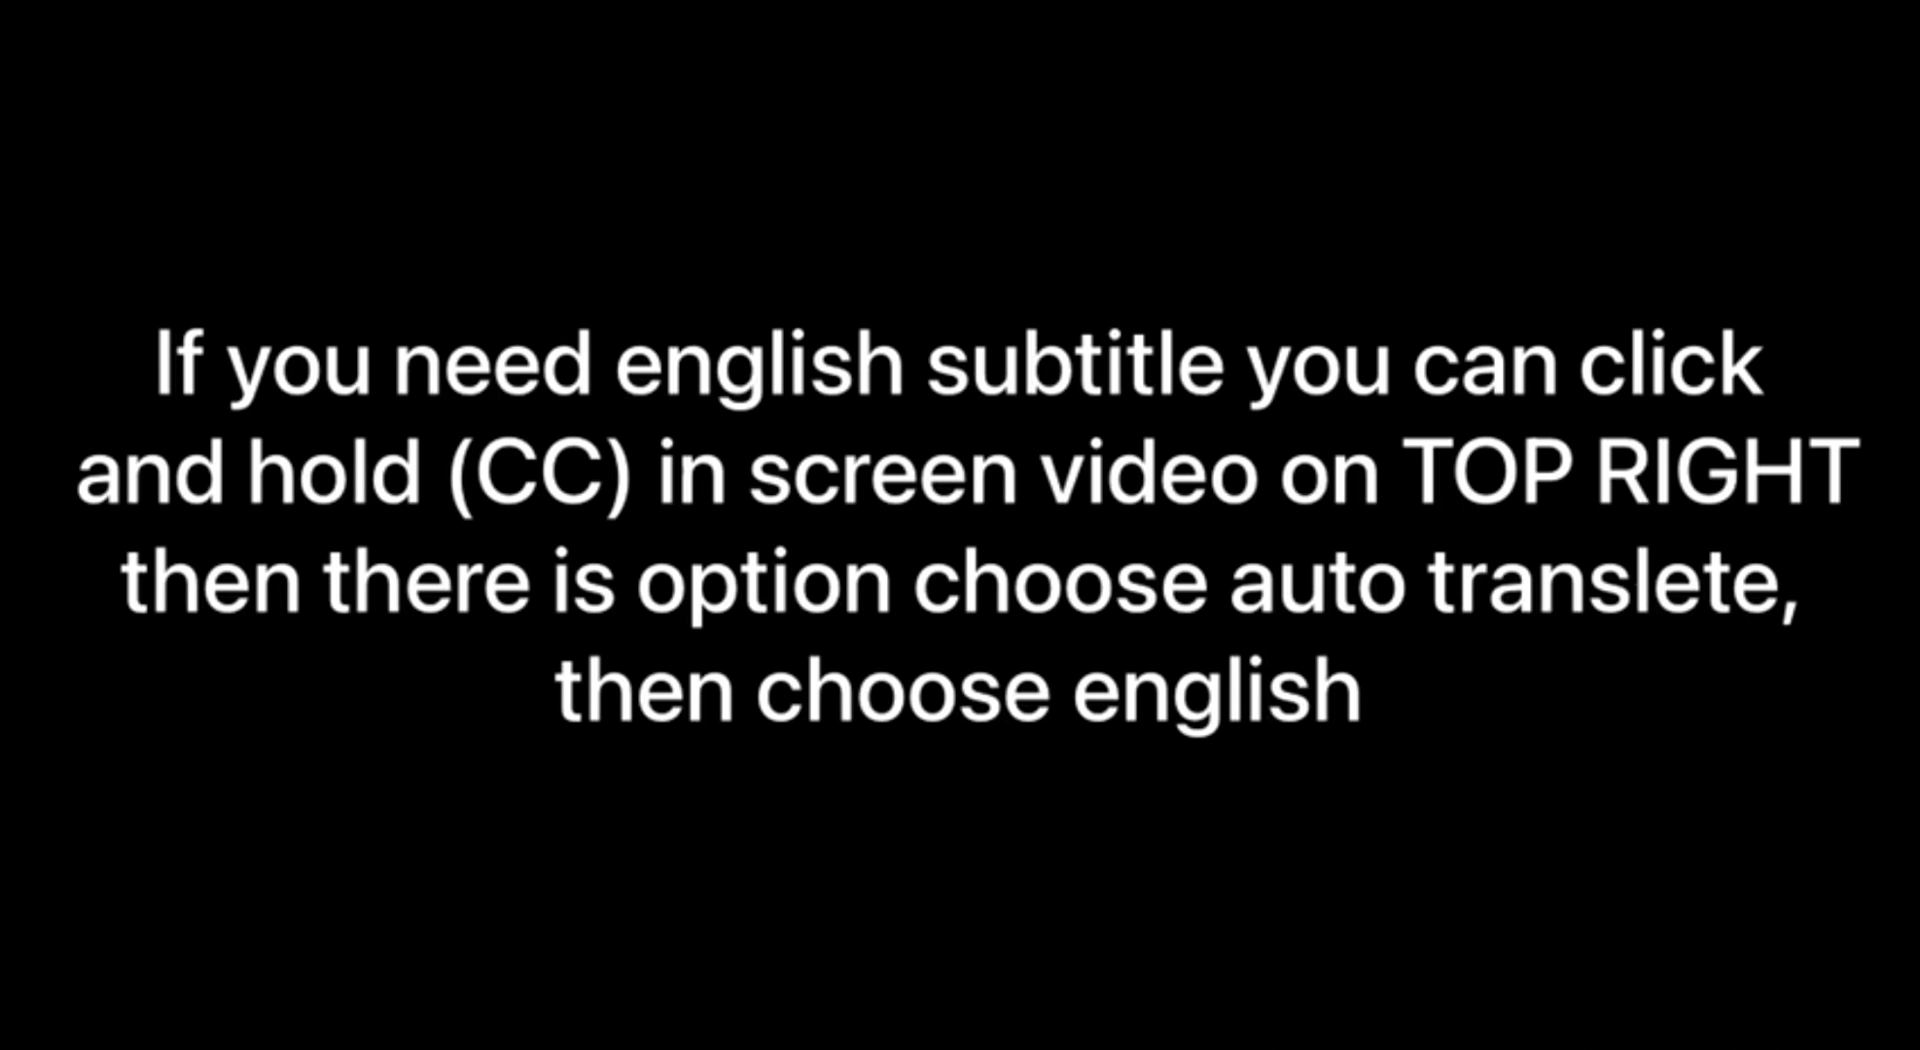 If you need english subtitle you can click
and hold (CC) in screen video on TOP RIGHT
then there is option choose auto translete,
then choose english